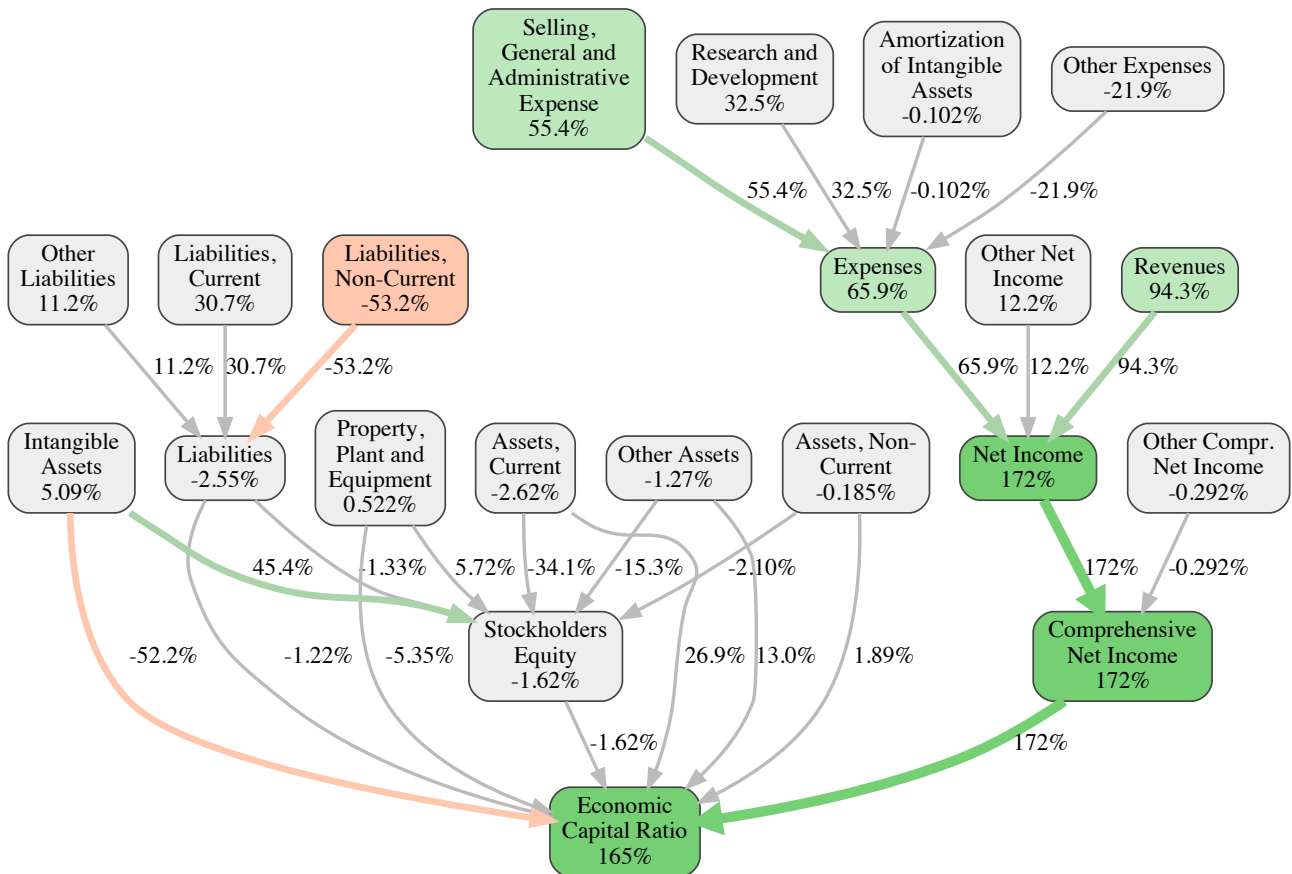 Selling,
General and
Administrative
Expense
55.4%
Research and
Development
32.5%
Amortization
of Intangible
Assets
-0.102%
Other Expenses
-21.9%
55.4%
32.5%
-0.102%
-21.9%
Other
Liabilities
11.2%
Liabilities,
Current
30.7%
Liabilities,
Non-Current
-53.2%
Expenses
65.9%
Other Net
Income
12.2%
Revenues
94.3%
11.2%
30.7%
-53.2%
65.9%
12.2%
94.3%
Intangible
Assets
5.09%
Liabilities
-2.55%
Property,
Plant and
Equipment
0.522%
Assets,
Current
-2.62%
Other Assets
-1.27%
Assets, Non-
Current
-0.185%
Net Income
172%
Other Compr.
Net Income
-0.292%
45.4%
-1.33%
5.72%
-34.1%
-15.3%
-2.10%
172%
-0.292%
Stockholders
Equity
-1.62%
Comprehensive
Net Income
172%
-52.2%
-1.22%
-5.35%
26.9%
13.0%
1.89%
-1.62%
172%
Economic
Capital Ratio
165%